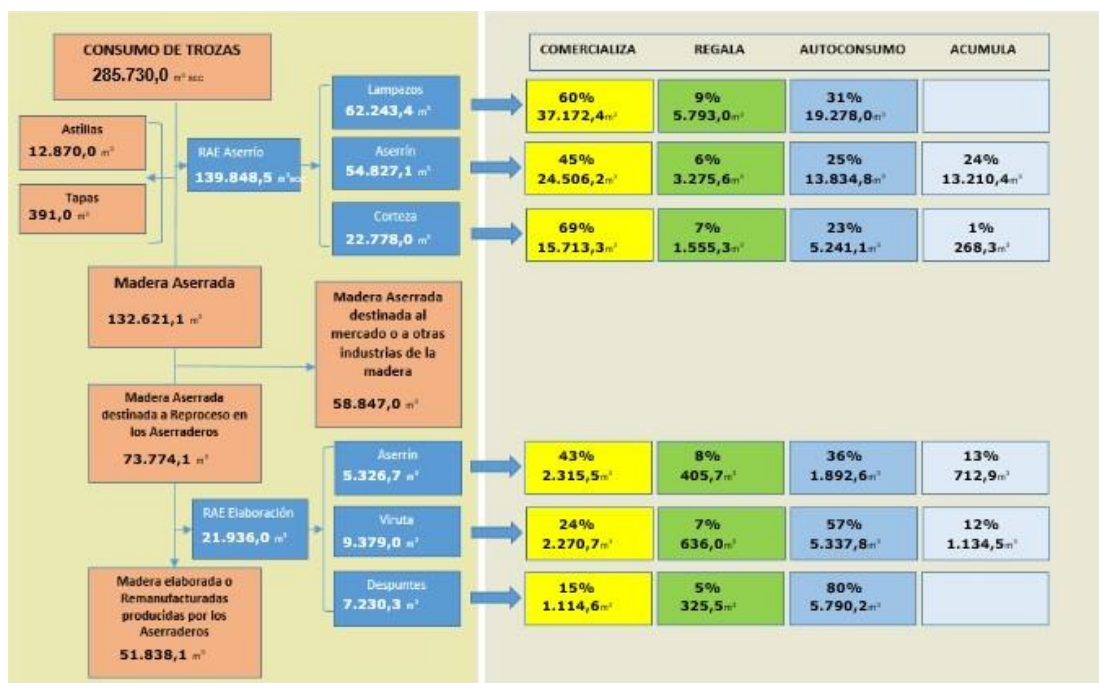 CONSUMO DE TROZAS
285.730,0 m³ scc
Astillas
12.870,0 m³
Tapas
391,0 m³
RAE Aserrío
139.848,5 m³scc
Lampazos
62.243,4 m³
Aserrín
54.827,1 m³
Corteza
22.778,0 m³
COMERCIALIZA REGALA AUTOCONSUMO ACUMULA
60% 9% 31%
37.172,4m³ 5.793,0m³ 19.278,0m³
45% 6% 25% 24%
24.506,2m³ 3.275,6m³ 13.834,8m³ 13.210,4m³
69% 7% 23% 1%
15.713,3m³ 1.555,3m³ 5.241,1m³ 268,3m³
Madera Aserrada
132.621,1 m³
Madera Aserrada
destinada al
mercado o a otras
industrias de la
madera
58.847,0 m³
Madera Aserrada
destinada a Reproceso en
los Aserraderos
73.774,1 m³
RAE Elaboración
21.936,0 m³
Aserrín
5.326,7 m³
Viruta
9.379,0 m³
Despuntes
7.230,3 m³
43% 8% 36% 13%
2.315,5m³ 405,7m³ 1.892,6m³ 712,9m³
24% 7% 57% 12%
2.270,7m³ 636,0m³ 5.337,8m³ 1.134,5m³
15% 5% 80%
1.114,6m³ 325,5m³ 5.790,2m³
Madera elaborada o
Remanufacturadas
producidas por los
Aserraderos
51.838,1 m³